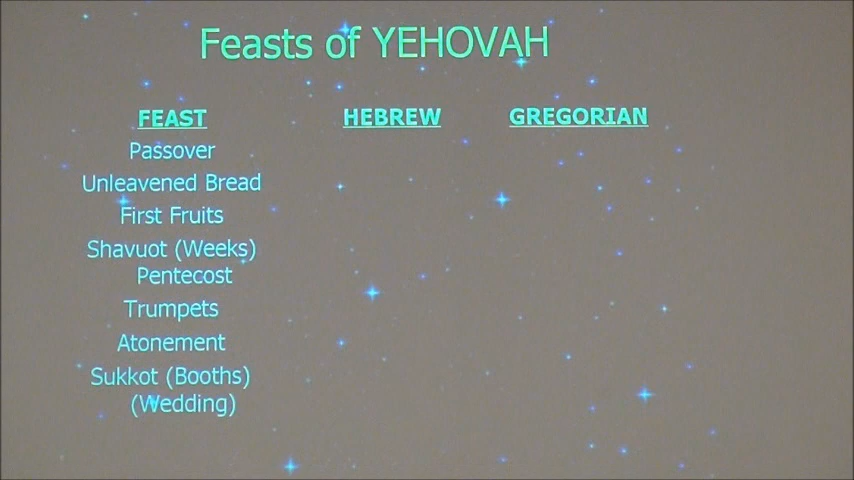 Feasts of YEHOVAH
FEAST HEBREW GREGORIAN
Passover
Unleavened Bread
First Fruits
Shavuot (Weeks)
Pentecost
Trumpets
Atonement
Sukkot (Booths)
(Wedding)